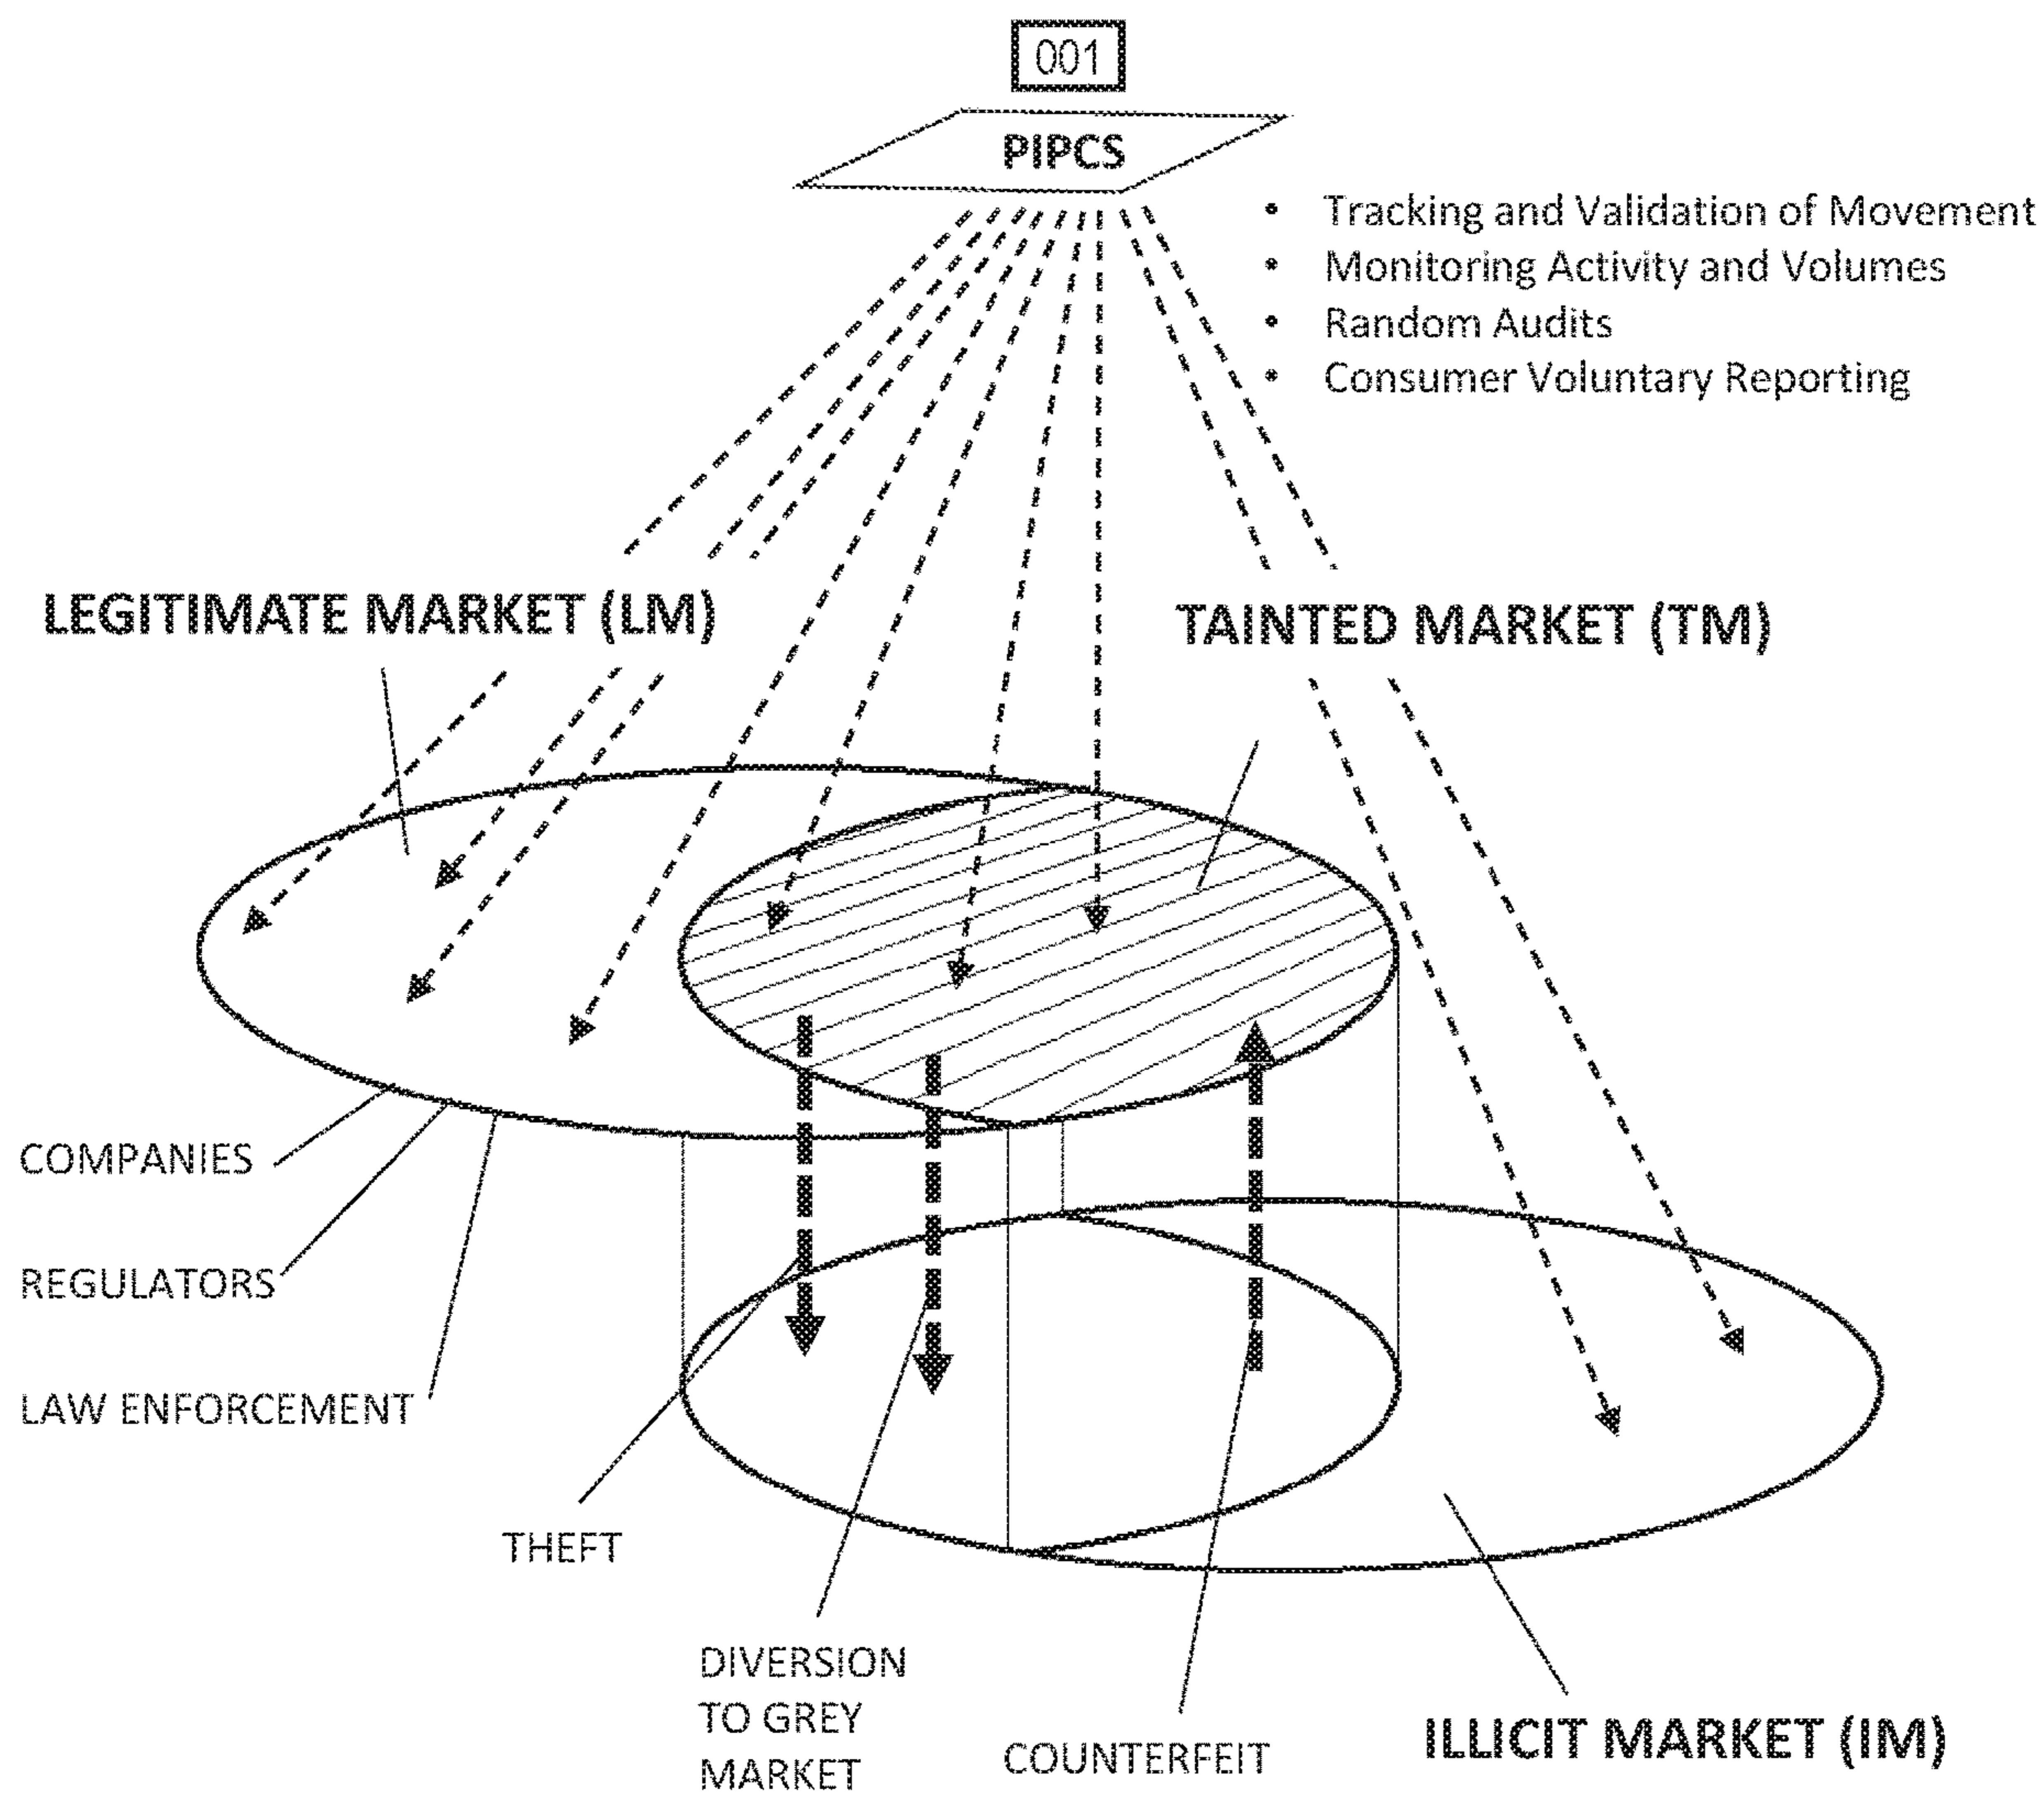 001
PIPCS
• Tracking and Validation of Movement
• Monitoring Activity and Volumes
• Random Audits
• Consumer Voluntary Reporting
LEGITIMATE MARKET (LM)
TAINTED MARKET (TM)
COMPANIES
REGULATORS
LAW ENFORCEMENT
THEFT
DIVERSION
TO GREY
MARKET
COUNTERFEIT
ILLICIT MARKET (IM)